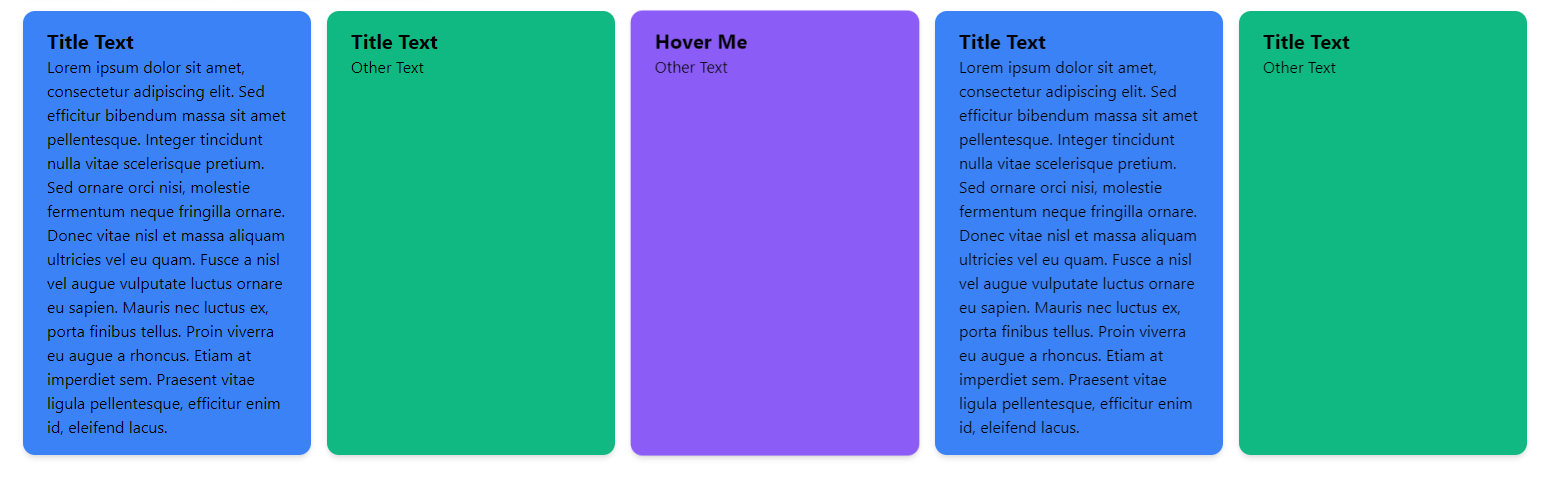 Title Text
Lorem ipsum dolor sit amet,
consectetur adipiscing elit. Sed
efficitur bibendum massa sit amet
pellentesque. Integer tincidunt
nulla vitae scelerisque pretium.
Sed ornare orci nisi, molestie
fermentum neque fringilla ornare.
Donec vitae nisl et massa aliquam
ultricies vel eu quam. Fusce a nisl
vel augue vulputate luctus ornare
eu sapien. Mauris nec luctus ex,
porta finibus tellus. Proin viverra
eu augue a rhoncus. Etiam at
imperdiet sem. Praesent vitae
ligula pellentesque, efficitur enim
id, eleifend lacus.
Title Text
Other Text
Hover Me
Other Text
Title Text
Lorem ipsum dolor sit amet,
consectetur adipiscing elit. Sed
efficitur bibendum massa sit amet
pellentesque. Integer tincidunt
nulla vitae scelerisque pretium.
Sed ornare orci nisi, molestie
fermentum neque fringilla ornare.
Donec vitae nisl et massa aliquam
ultricies vel eu quam. Fusce a nisl
vel augue vulputate luctus ornare
eu sapien. Mauris nec luctus ex,
porta finibus tellus. Proin viverra
eu augue a rhoncus. Etiam at
imperdiet sem. Praesent vitae
ligula pellentesque, efficitur enim
id, eleifend lacus.
Title Text
Other Text